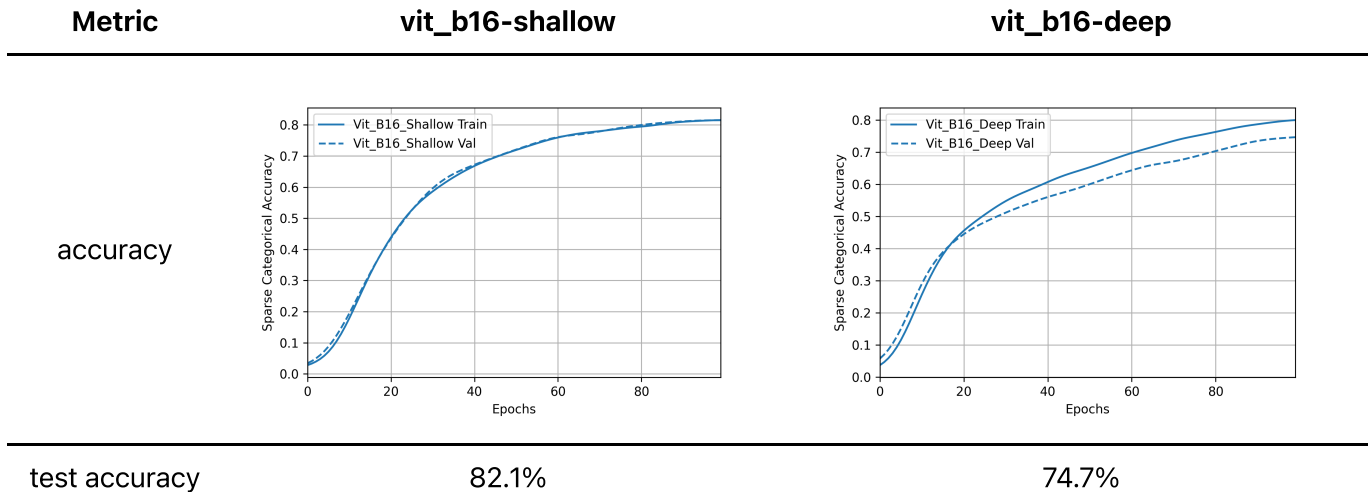 Metric vit_b16-shallow vit_b16-deep
accuracy
Vit_B16_Shallow Train
Vit_B16_Shallow Val
Sparse Categorical Accuracy
0.8
0.7
0.6
0.5
0.4
0.3
0.2
0.1
0.0
0 20 40 60 80
Epochs
Vit_B16_Deep Train
Vit_B16_Deep Val
Sparse Categorical Accuracy
0.8
0.7
0.6
0.5
0.4
0.3
0.2
0.1
0.0
0 20 40 60 80
Epochs
test accuracy 82.1% 74.7%